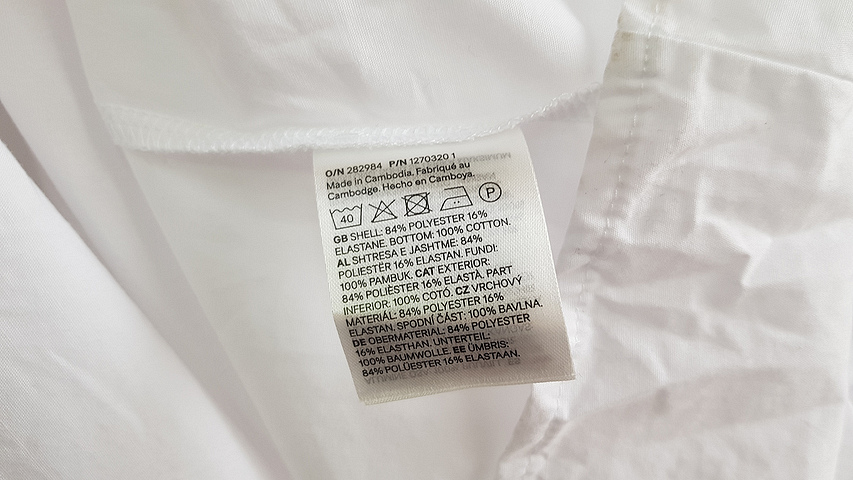 O/N 282984 P/N 1270320 1
Made in Cambodia. Fabriqué au
Cambodge. Hecho en Camboya.
40 P
GB SHELL: 84% POLYESTER 16%
ELASTANE. BOTTOM: 100% COTTON.
AL SHTRESA E JASHTME: 84%
POLIESTËR 16% ELASTAN. FUNDI:
100% PAMBUK. CAT EXTERIOR:
84% POLIÈSTER 16% ELASTÀ. PART
INFERIOR: 100% COTÓ. CZ VRCHOVÝ
MATERIÁL: 84% POLYESTER 16%
ELASTAN. SPODNÍ ČÁST: 100% BAVLNA.
DE OBERMATERIAL: 84% POLYESTER
16% ELASTHAN. UNTERTEIL:
100% BAUMWOLLE. EE ÜMBRIS:
84% POLÜESTER 16% ELASTAAN.